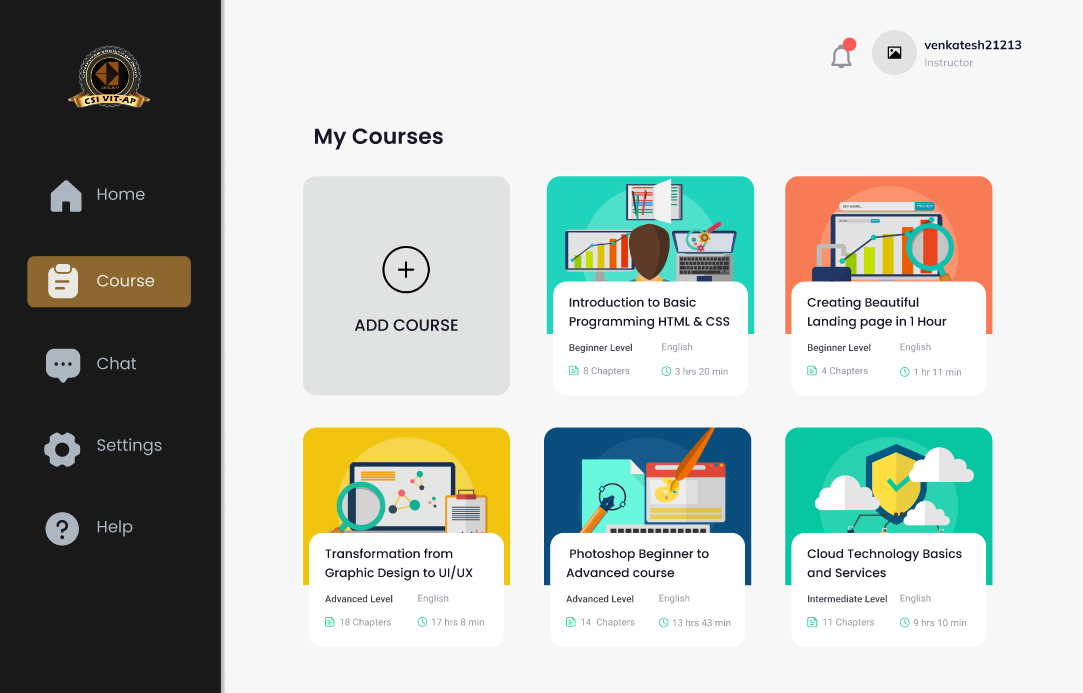 CSI VIT-AP
Home
Course
Chat
Settings
Help
venkatesh21213
Instructor
My Courses
ADD COURSE
Introduction to Basic
Programming HTML & CSS
Beginner Level English
8 Chapters 3 hrs 20 min
Creating Beautiful
Landing page in 1 Hour
Beginner Level English
4 Chapters 1 hr 11 min
Transformation from
Graphic Design to UI/UX
Advanced Level English
18 Chapters 17 hrs 8 min
Photoshop Beginner to
Advanced course
Advanced Level English
14 Chapters 13 hrs 43 min
Cloud Technology Basics
and Services
Intermediate Level English
11 Chapters 9 hrs 10 min